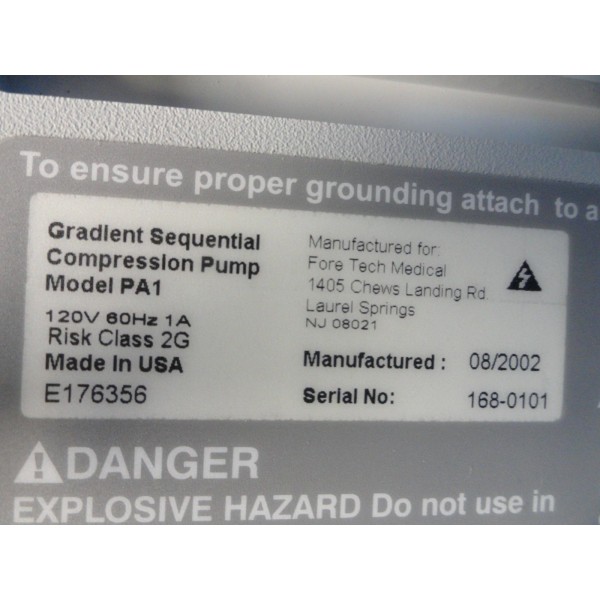 To ensure proper grounding attach to a
Gradient Sequential
Compression Pump
Model PA1
120V 60Hz 1A
Risk Class 2G
Made In USA
E176356
Manufactured for:
Fore Tech Medical
1405 Chews Landing Rd.
Laurel Springs
NJ 08021
Manufactured : 08/2002
Serial No: 168-0101
DANGER
EXPLOSIVE HAZARD Do not use in